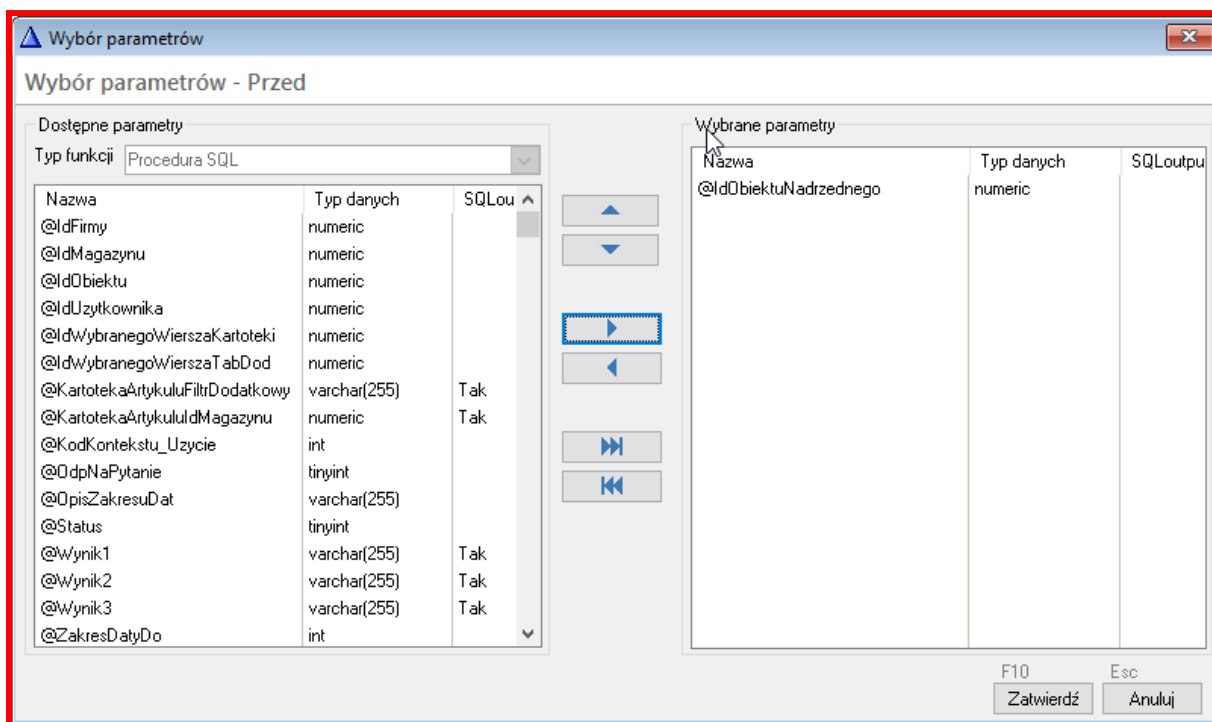 Wybór parametrów
Wybór parametrów - Przed
Dostępne parametry
Typ funkcji Procedura SQL
Nazwa Typ danych SQLou
@IdFirmy numeric
@IdMagazynu numeric
@IdObiektu numeric
@IdUzytkownika numeric
@IdWybranegoWierszaKartoteki numeric
@IdWybranegoWierszaTabDod numeric
@KartotekaArtykuluFiltrDodatkowy varchar(255) Tak
@KartotekaArtykuluIdMagazynu numeric Tak
@KodKontekstu_Uzycie int
@OdpNaPytanie tinyint
@OpisZakresuDat varchar(255)
@Status tinyint
@Wynik1 varchar(255) Tak
@Wynik2 varchar(255) Tak
@Wynik3 varchar(255) Tak
@ZakresDatyDo int
Wybrane parametry
Nazwa Typ danych SQLoutpu
@IdObiektuNadrzednego numeric
F10 Esc
Zatwierdź Anuluj